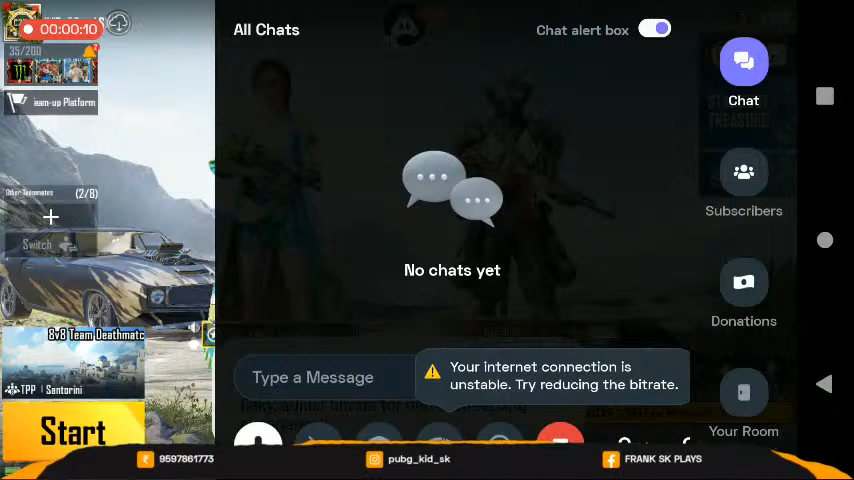 00:00:10
All Chats
Chat alert box
35/200
2
eam-up Platform
Chat
Other Teammates (2/8)
Switch
Subscribers
No chats yet
Donations
8v8 Team Deathmatc
TPP Santorini
Type a Message
Your internet connection is
unstable. Try reducing the bitrate.
Your Room
Start
9597861773
pubg_kid_sk
FRANK SK PLAYS